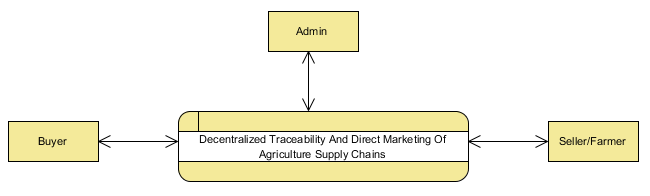 Admin
Buyer
Decentralized Traceability And Direct Marketing Of
Agriculture Supply Chains
Seller/Farmer